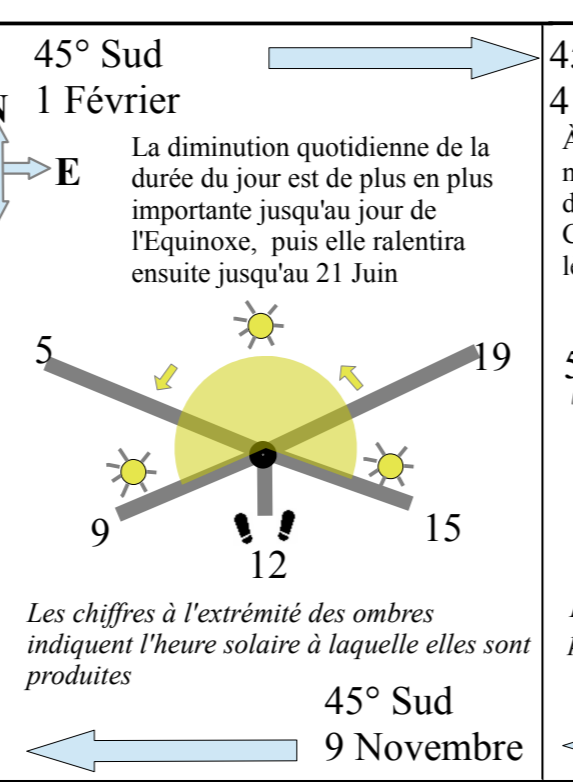 45° Sud
1 Février
N
E
La diminution quotidienne de la
durée du jour est de plus en plus
importante jusqu'au jour de
l'Equinoxe, puis elle ralentira
ensuite jusqu'au 21 Juin
5
19
9
15
12
Les chiffres à l'extrémité des ombres
indiquent l'heure solaire à laquelle elles sont
produites
45° Sud
9 Novembre
4
À
5